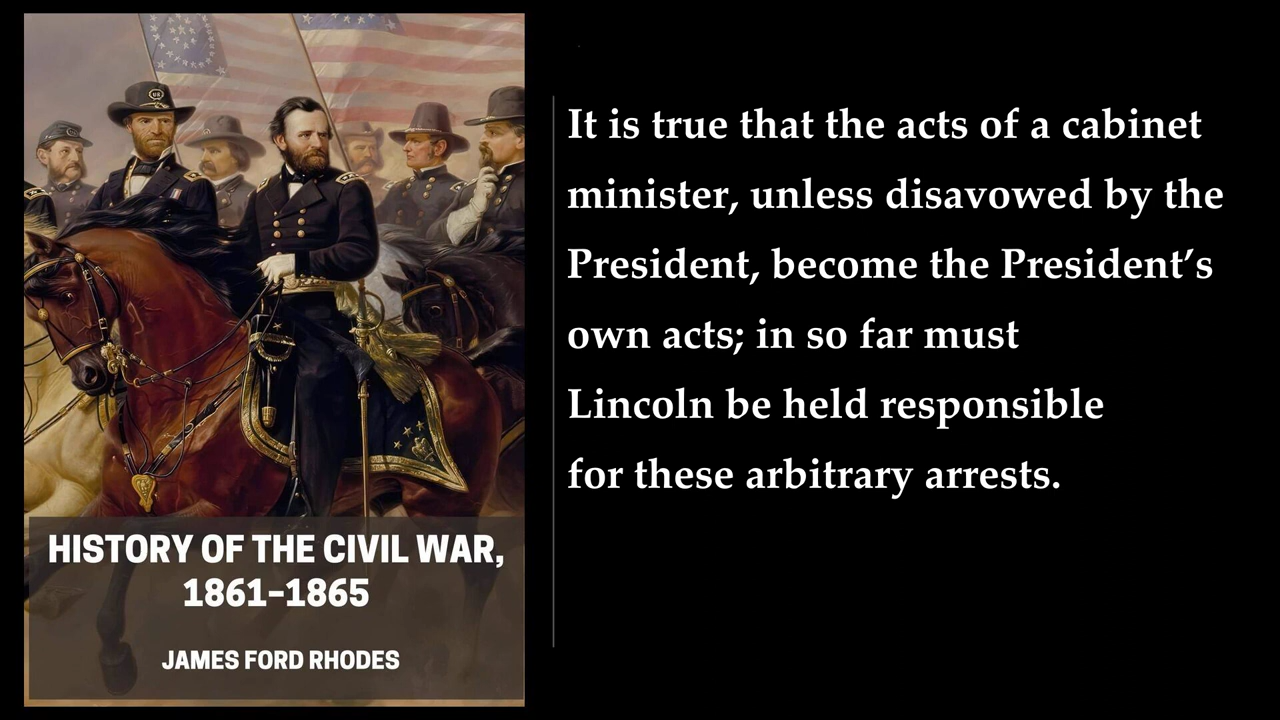 It is true that the acts of a cabinet
minister, unless disavowed by the
President, become the President’s
own acts; in so far must
Lincoln be held responsible
for these arbitrary arrests.
HISTORY OF THE CIVIL WAR,
1861–1865
JAMES FORD RHODES